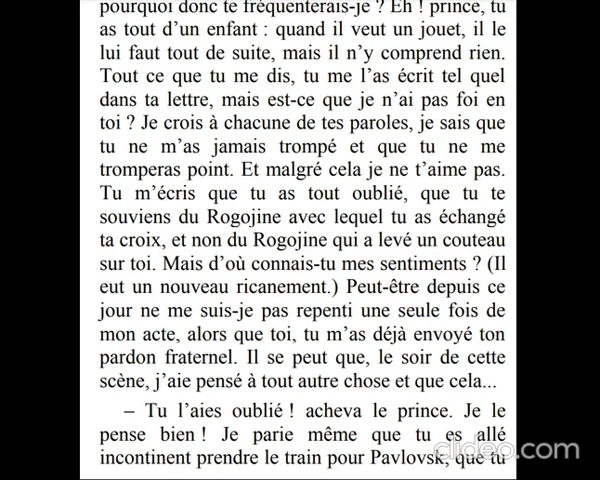 pourquoi donc te fréquenterais-je ? Eh ! prince, tu
as tout d’un enfant : quand il veut un jouet, il le
lui faut tout de suite, mais il n’y comprend rien.
Tout ce que tu me dis, tu me l’as écrit tel quel
dans ta lettre, mais est-ce que je n’ai pas foi en
toi ? Je crois à chacune de tes paroles, je sais que
tu ne m’as jamais trompé et que tu ne me
tromperas point. Et malgré cela je ne t’aime pas.
Tu m’écris que tu as tout oublié, que tu te
souviens du Rogojine avec lequel tu as échangé
ta croix, et non du Rogojine qui a levé un couteau
sur toi. Mais d’où connais-tu mes sentiments ? (Il
eut un nouveau ricanement.) Peut-être depuis ce
jour ne me suis-je pas repenti une seule fois de
mon acte, alors que toi, tu m’as déjà envoyé ton
pardon fraternel. Il se peut que, le soir de cette
scène, j’aie pensé à tout autre chose et que cela...
– Tu l’aies oublié ! acheva le prince. Je le
pense bien ! Je parie même que tu es allé
incontinent prendre le train pour Pavlovsk, que tu
clideo.com